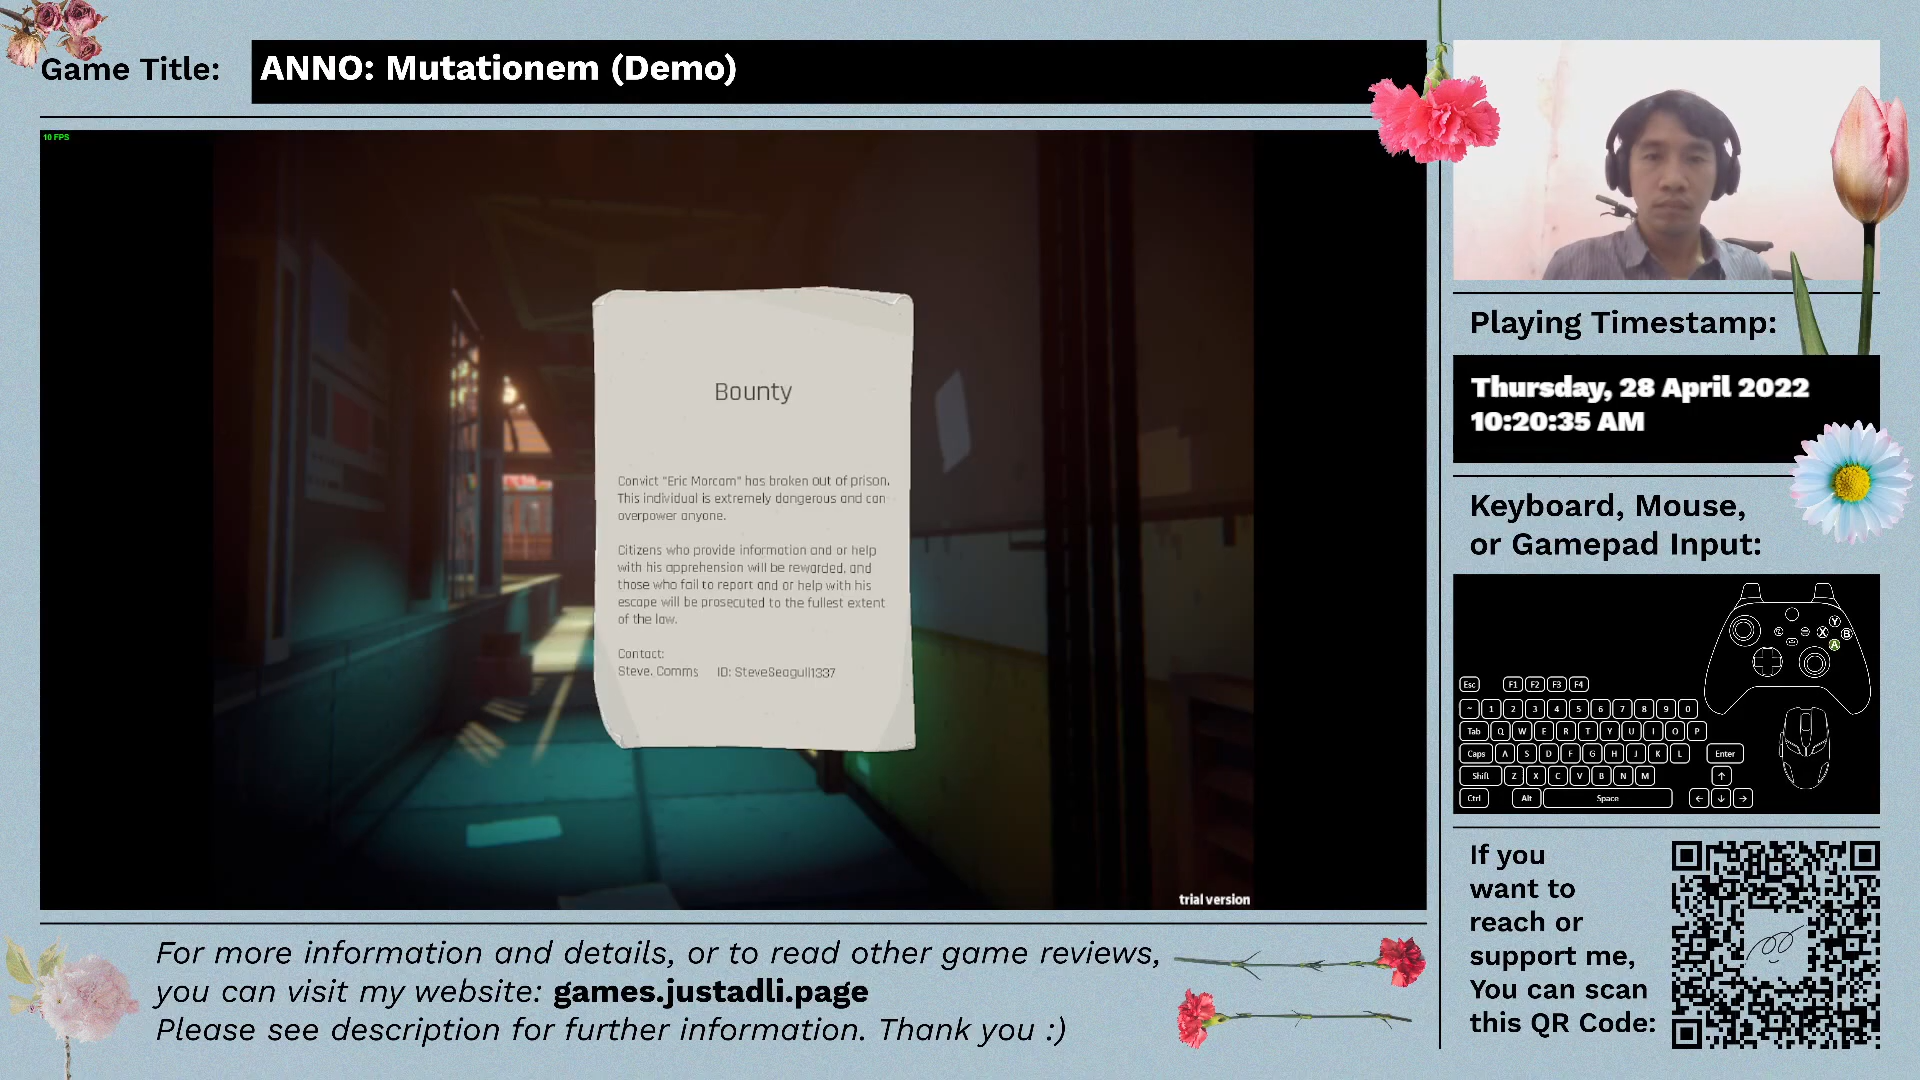 Game Title:
ANNO: Mutationem (Demo)
10 FPS
Bounty
Convict "Eric Morcam" has broken out of prison.
This individual is extremely dangerous and can
overpower anyone.
Citizens who provide information and or help
with his apprehension will be rewarded, and
those who fail to report and or help with his
escape will be prosecuted to the fullest extent
of the law.
Contact:
Steve. Comms ID: SteveSeagull1337
trial version
Playing Timestamp:
Thursday, 28 April 2022
10:20:35 AM
Keyboard, Mouse,
or Gamepad Input:
Y
X B
A
Esc F1 F2 F3 F4
~ 1 2 3 4 5 6 7 8 9 0
Tab Q W E R T Y U I O P
Caps A S D F G H J K L Enter
Shift Z X C V B N M ↑
Ctrl Alt Space ← ↓ →
If you
want to
reach or
support me,
You can scan
this QR Code:
For more information and details, or to read other game reviews,
you can visit my website: games.justadli.page
Please see description for further information. Thank you :)